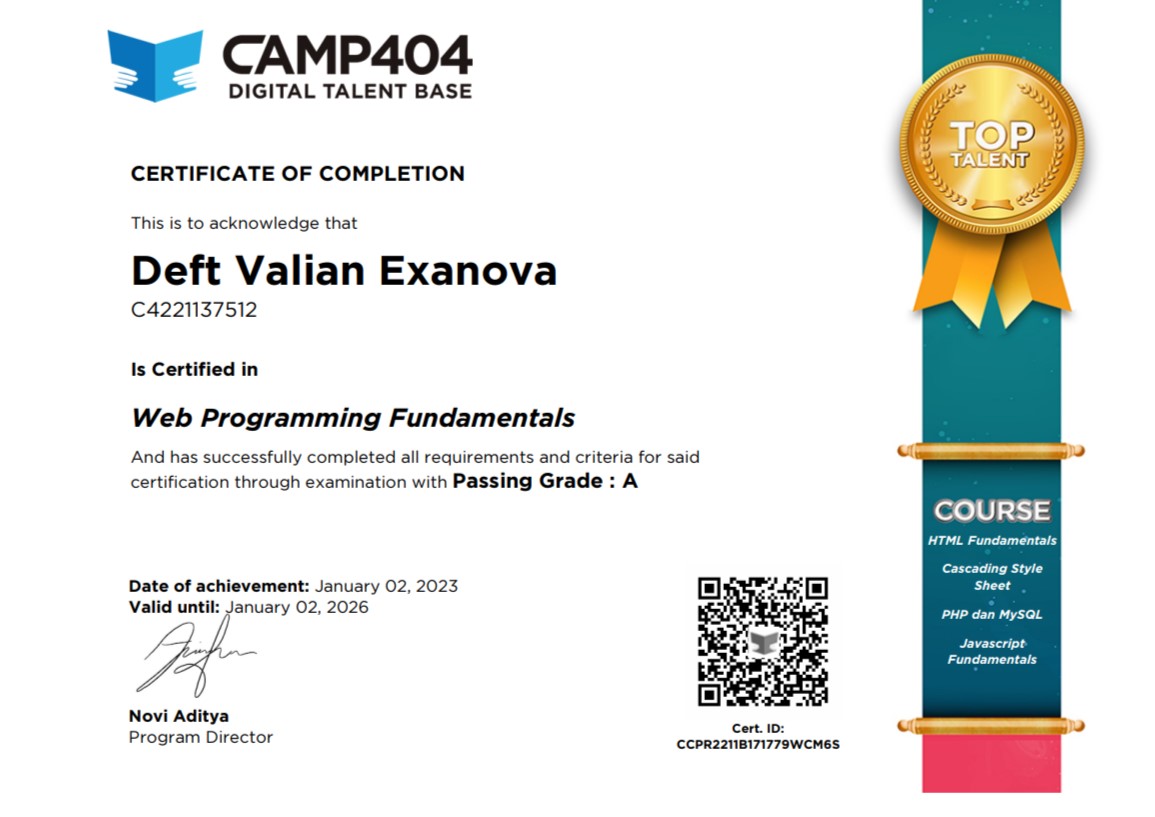 CAMP404
DIGITAL TALENT BASE
CERTIFICATE OF COMPLETION
This is to acknowledge that
Deft Valian Exanova
C4221137512
Is Certified in
Web Programming Fundamentals
And has successfully completed all requirements and criteria for said
certification through examination with Passing Grade : A
Date of achievement: January 02, 2023
Valid until: January 02, 2026
Novi Aditya
Program Director
Cert. ID:
CCPR2211B171779WCM6S
TOP
TALENT
COURSE
HTML Fundamentals
Cascading Style
Sheet
PHP dan MySQL
Javascript
Fundamentals